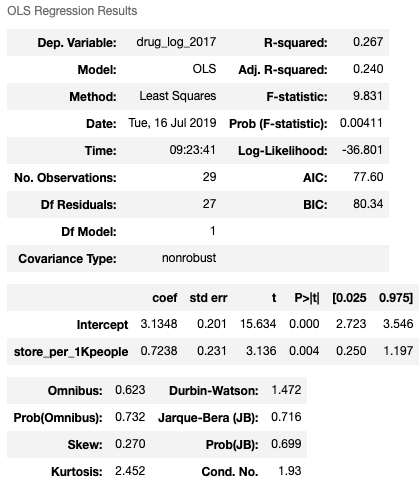 OLS Regression Results
Dep. Variable: drug_log_2017 R-squared: 0.267
Model: OLS Adj. R-squared: 0.240
Method: Least Squares F-statistic: 9.831
Date: Tue, 16 Jul 2019 Prob (F-statistic): 0.00411
Time: 09:23:41 Log-Likelihood: -36.801
No. Observations: 29 AIC: 77.60
Df Residuals: 27 BIC: 80.34
Df Model: 1
Covariance Type: nonrobust
coef std err t P>|t| [0.025 0.975]
Intercept 3.1348 0.201 15.634 0.000 2.723 3.546
store_per_1Kpeople 0.7238 0.231 3.136 0.004 0.250 1.197
Omnibus: 0.623 Durbin-Watson: 1.472
Prob(Omnibus): 0.732 Jarque-Bera (JB): 0.716
Skew: 0.270 Prob(JB): 0.699
Kurtosis: 2.452 Cond. No. 1.93